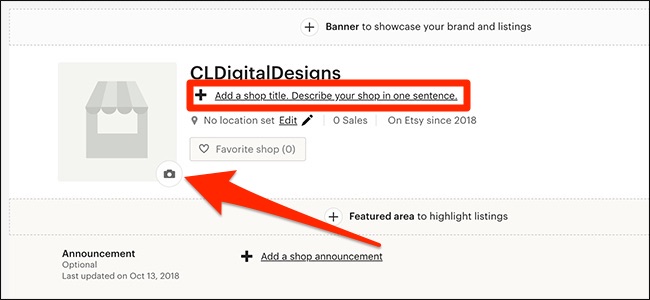 Banner to showcase your brand and listings
CLDigitalDesigns
Add a shop title. Describe your shop in one sentence.
No location set Edit 0 Sales On Etsy since 2018
Favorite shop (0)
Featured area to highlight listings
Announcement
Optional
Last updated on Oct 13, 2018
Add a shop announcement